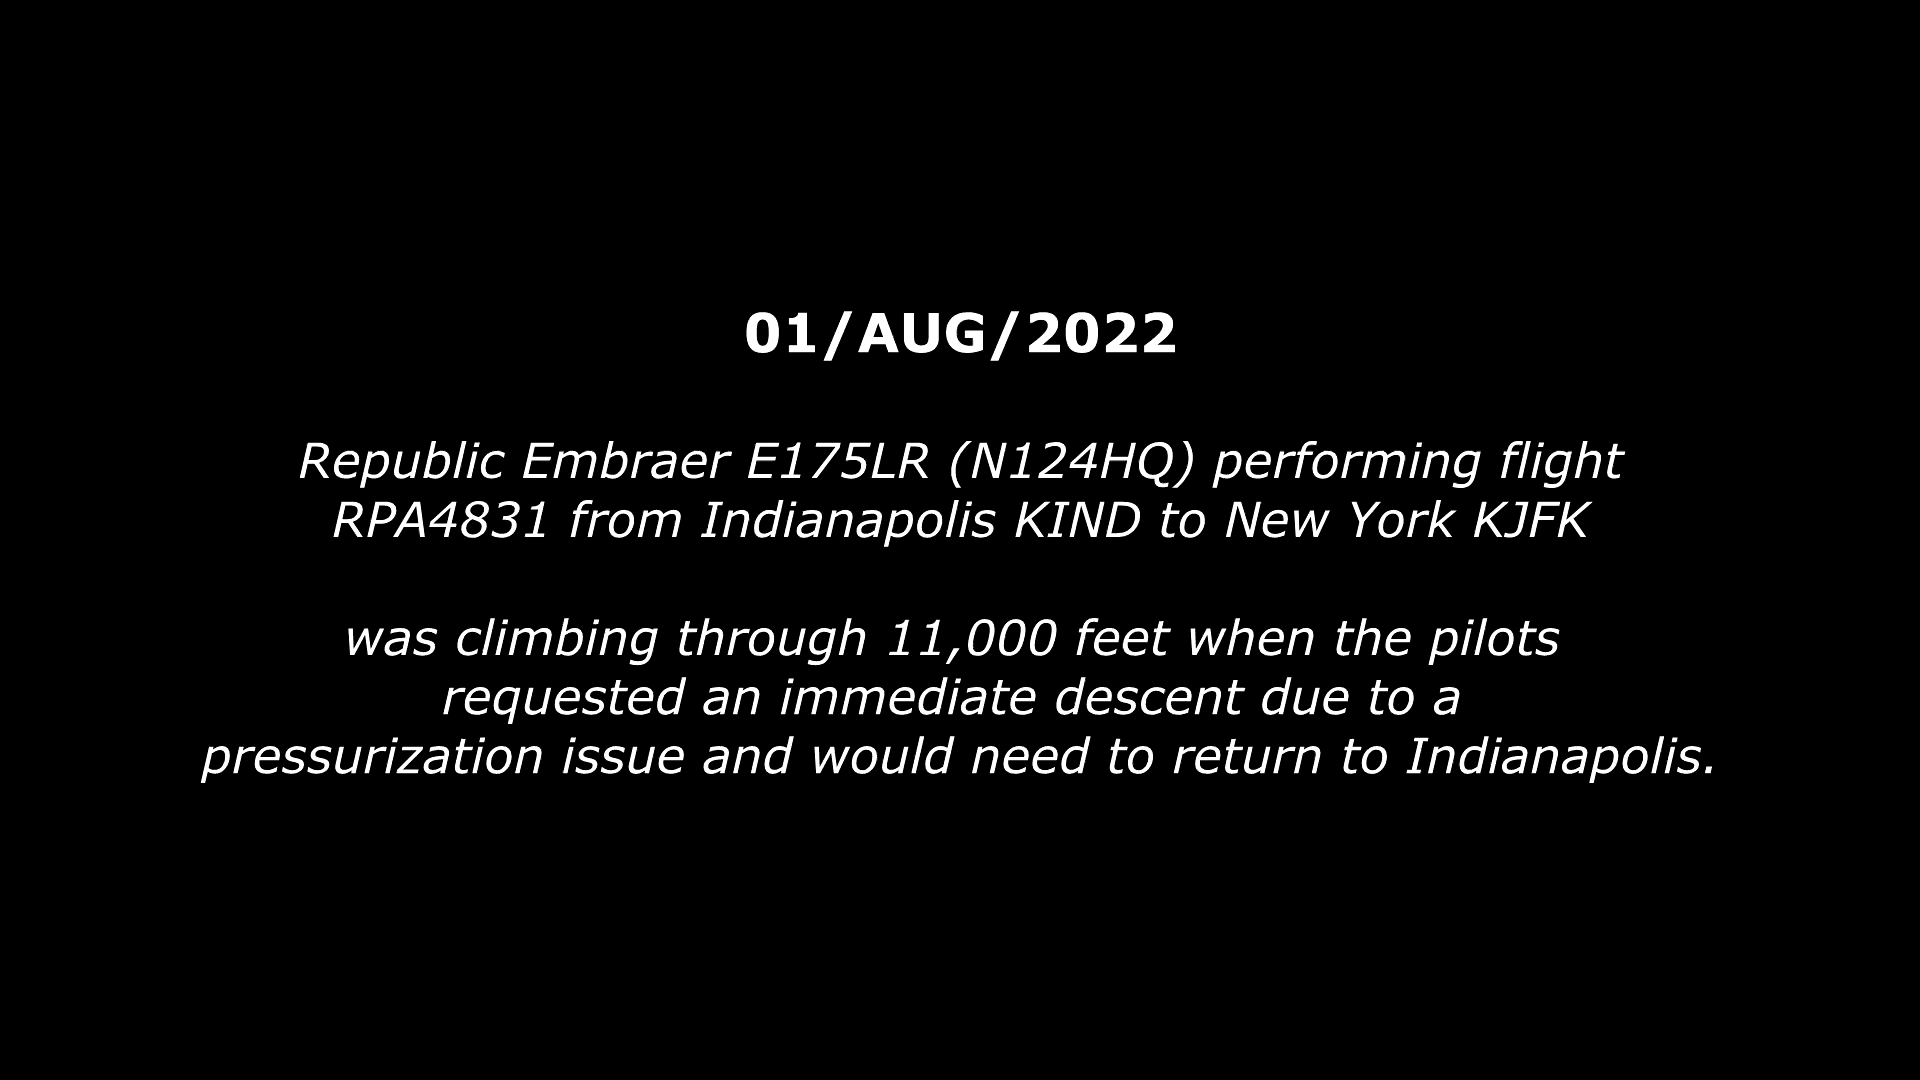 01/AUG/2022
Republic Embraer E175LR (N124HQ) performing flight
RPA4831 from Indianapolis KIND to New York KJFK
was climbing through 11,000 feet when the pilots
requested an immediate descent due to a
pressurization issue and would need to return to Indianapolis.